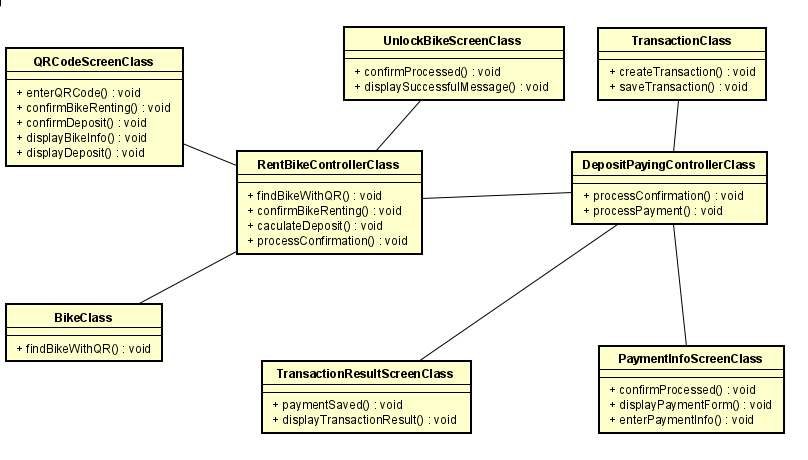 UnlockBikeScreenClass
+ confirmProcessed() : void
+ displaySuccessfulMessage() : void
TransactionClass
+ createTransaction() : void
+ saveTransaction() : void
QRCodeScreenClass
+ enterQRCode() : void
+ confirmBikeRenting() : void
+ confirmDeposit() : void
+ displayBikeInfo() : void
+ displayDeposit() : void
RentBikeControllerClass
+ findBikeWithQR() : void
+ confirmBikeRenting() : void
+ caculateDeposit() : void
+ processConfirmation() : void
DepositPayingControllerClass
+ processConfirmation() : void
+ processPayment() : void
BikeClass
+ findBikeWithQR() : void
TransactionResultScreenClass
+ paymentSaved() : void
+ displayTransactionResult() : void
PaymentInfoScreenClass
+ confirmProcessed() : void
+ displayPaymentForm() : void
+ enterPaymentInfo() : void